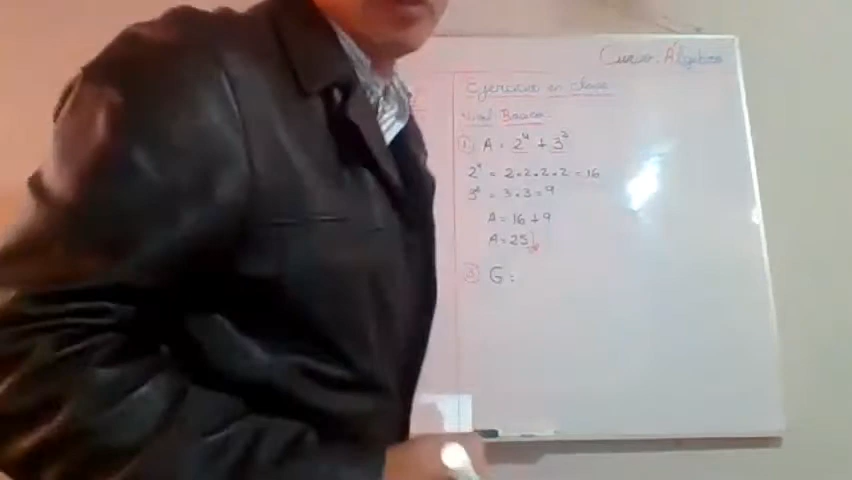 Curso: Álgebra
Ejercicios en clase
Nivel Básico:
① A = 2⁴ + 3²
2⁴ = 2.2.2.2 = 16
3² = 3.3 = 9
A = 16 + 9
A = 25
② G =